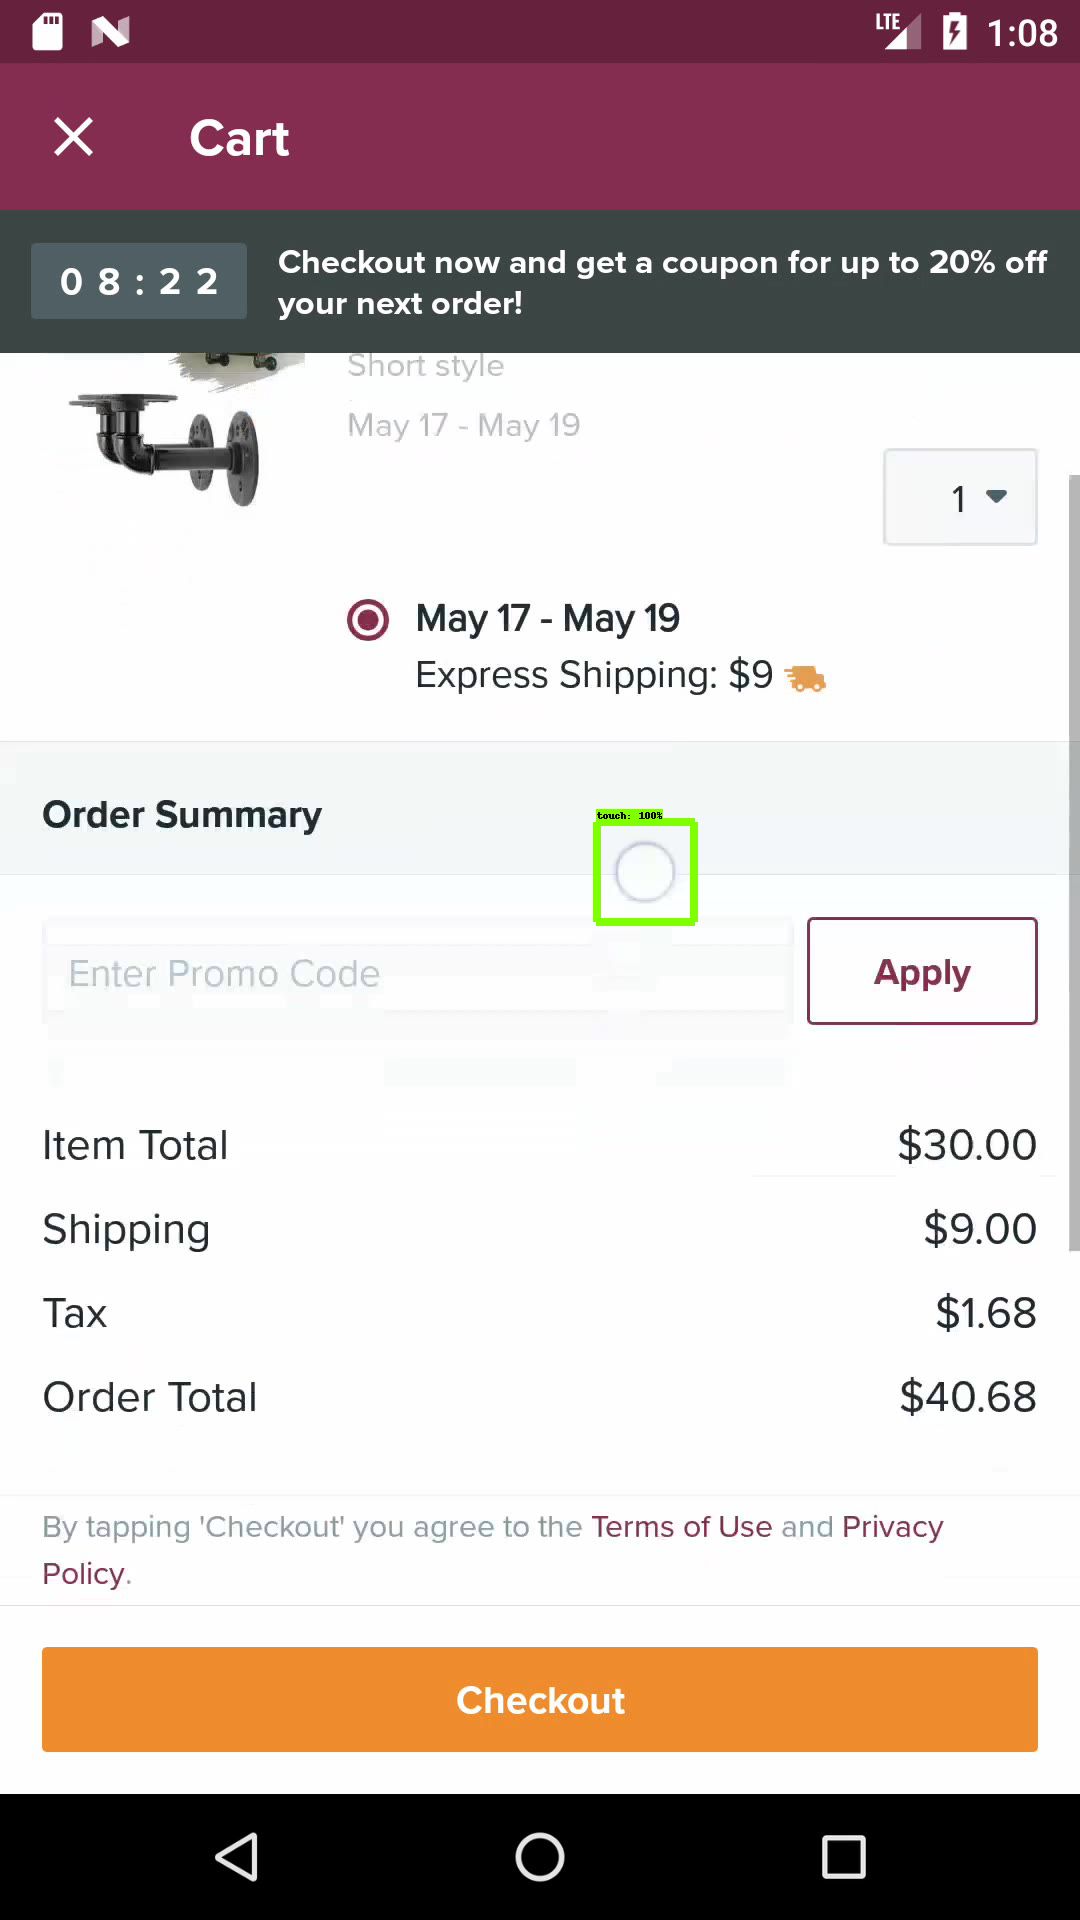 LTE 1:08
Cart
08:22
Checkout now and get a coupon for up to 20% off
your next order!
Short style
May 17 - May 19
1
May 17 - May 19
Express Shipping: $9
Order Summary
touch: 100%
Enter Promo Code
Apply
Item Total $30.00
Shipping $9.00
Tax $1.68
Order Total $40.68
By tapping 'Checkout' you agree to the Terms of Use and Privacy
Policy.
Checkout